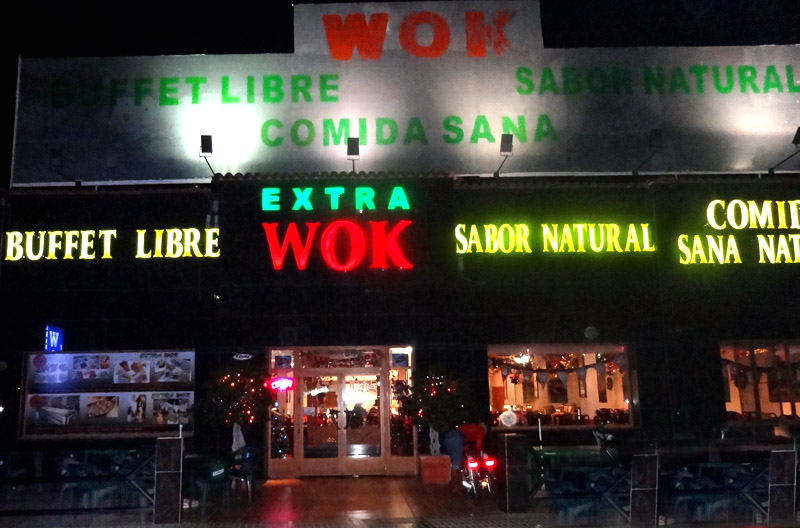 WOK
BUFFET LIBRE
SABOR NATURAL
COMIDA SANA
EXTRA
WOK
BUFFET LIBRE
SABOR NATURAL
COMI
SANA NAT
W